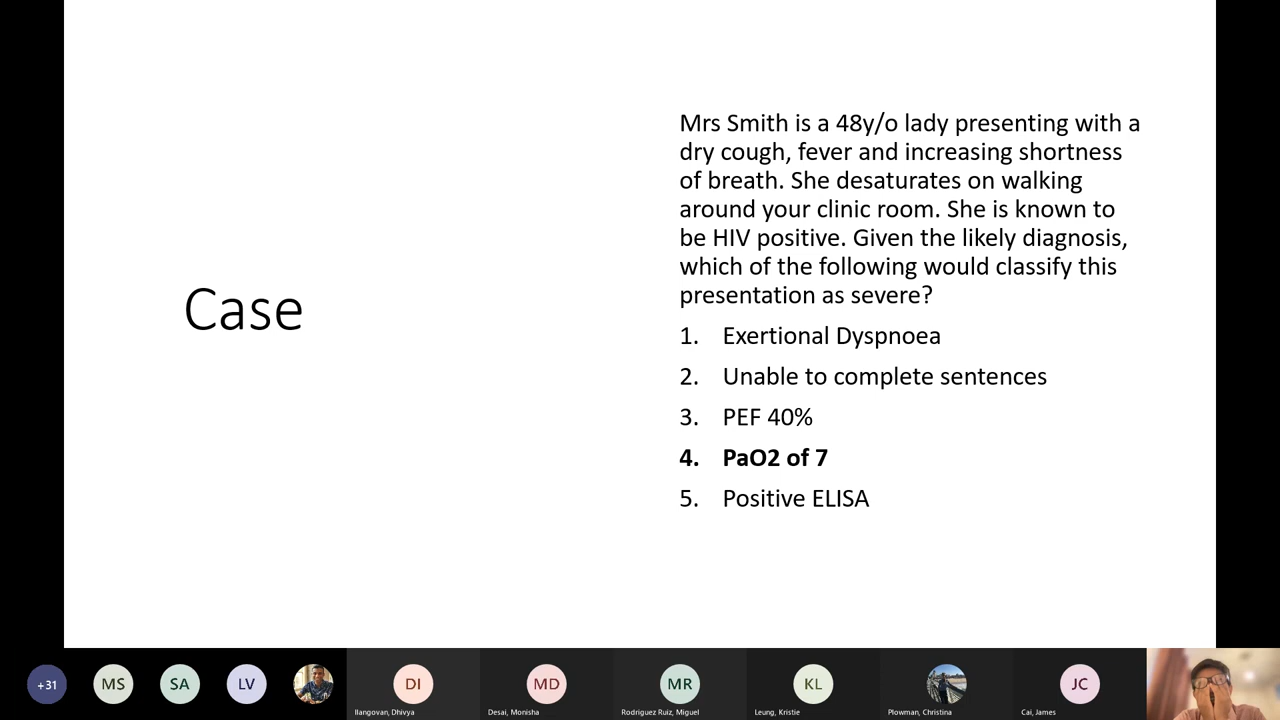 Mrs Smith is a 48y/o lady presenting with a
dry cough, fever and increasing shortness
of breath. She desaturates on walking
around your clinic room. She is known to
be HIV positive. Given the likely diagnosis,
which of the following would classify this
presentation as severe?
Case
1. Exertional Dyspnoea
2. Unable to complete sentences
3. PEF 40%
4. PaO2 of 7
5. Positive ELISA
+31
MS
SA
LV
DI
MD
MR
KL
JC
Ilangovan, Dhivya
Desai, Monisha
Rodriguez Ruiz, Miguel
Leung, Kristie
Plowman, Christina
Cai, James